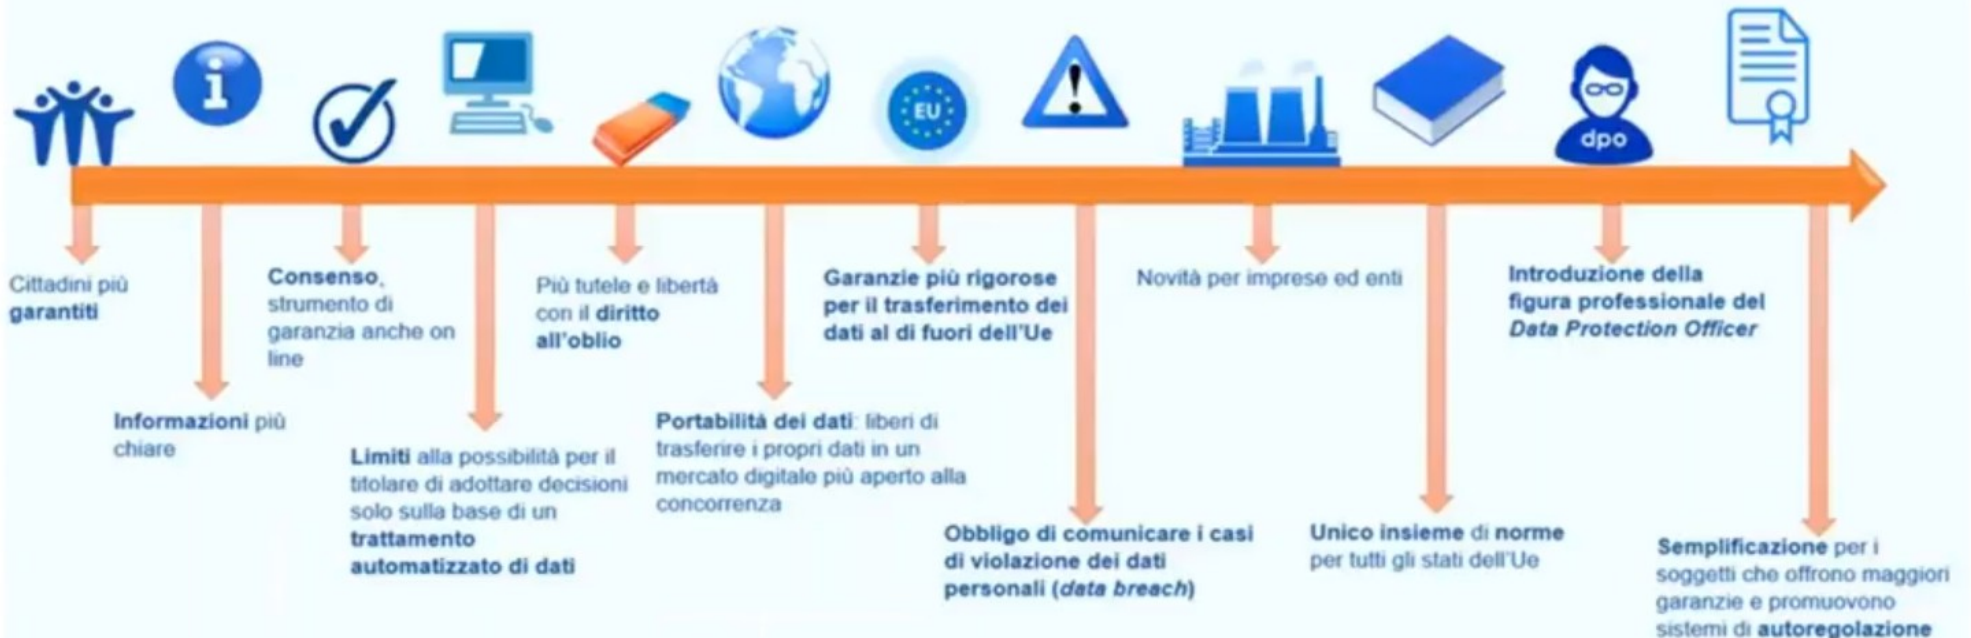 i
EU
!
dpo
Cittadini più
garantiti
Informazioni più
chiare
Consenso,
strumento di
garanzia anche on
line
Limiti alla possibilità per il
titolare di adottare decisioni
solo sulla base di un
trattamento
automatizzato di dati
Più tutele e libertà
con il diritto
all'oblio
Portabilità dei dati: liberi di
trasferire i propri dati in un
mercato digitale più aperto alla
concorrenza
Garanzie più rigorose
per il trasferimento dei
dati al di fuori dell'Ue
Obbligo di comunicare i casi
di violazione dei dati
personali (data breach)
Novità per imprese ed enti
Unico insieme di norme
per tutti gli stati dell'Ue
Introduzione della
figura professionale del
Data Protection Officer
Semplificazione per i
soggetti che offrono maggiori
garanzie e promuovono
sistemi di autoregolazione